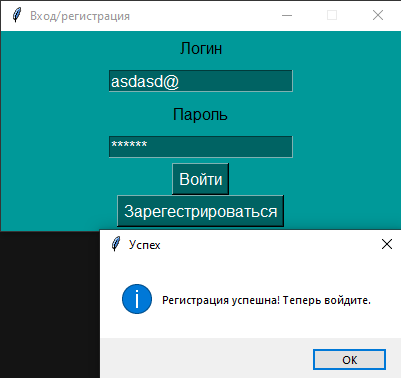 Вход/регистрация
Логин
asdasd@
Пароль
******
Войти
Зарегестрироваться
Успех
Регистрация успешна! Теперь войдите.
OK